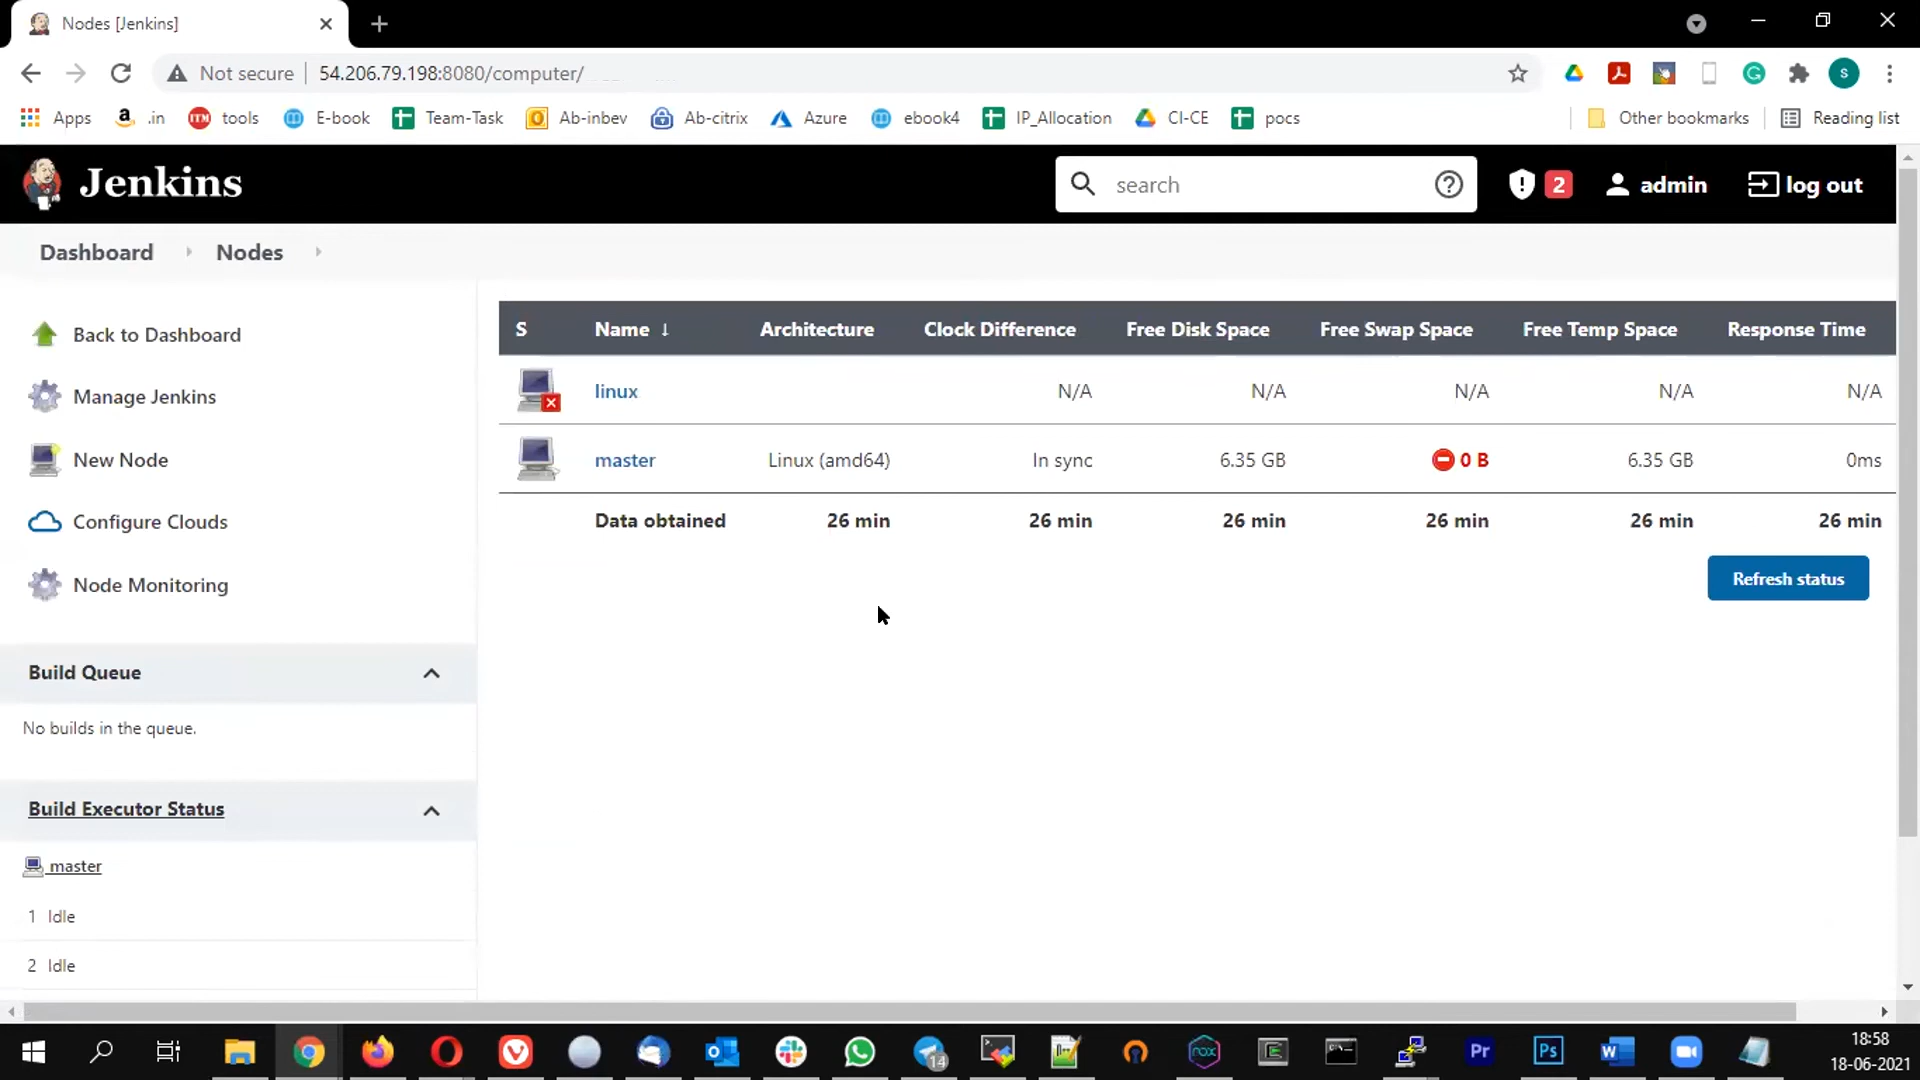 Nodes [Jenkins]
Not secure 54.206.79.198:8080/computer/
S
Apps .in tools E-book Team-Task Ab-inbev Ab-citrix Azure ebook4 IP_Allocation CI-CE pocs Other bookmarks Reading list
Jenkins search 2 admin log out
Dashboard Nodes
Back to Dashboard
Manage Jenkins
New Node
Configure Clouds
Node Monitoring
Build Queue
No builds in the queue.
Build Executor Status
master
1 Idle
2 Idle
S Name ↓ Architecture Clock Difference Free Disk Space Free Swap Space Free Temp Space Response Time
linux N/A N/A N/A N/A N/A
master Linux (amd64) In sync 6.35 GB 0 B 6.35 GB 0ms
Data obtained 26 min 26 min 26 min 26 min 26 min 26 min
Refresh status
14
nox
Pr
Ps
18:58
18-06-2021